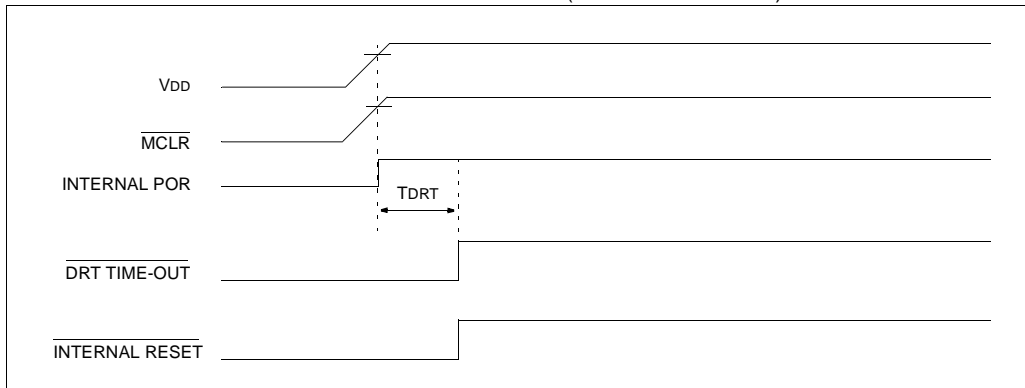 VDD
MCLR
INTERNAL POR
TDRT
DRT TIME-OUT
INTERNAL RESET